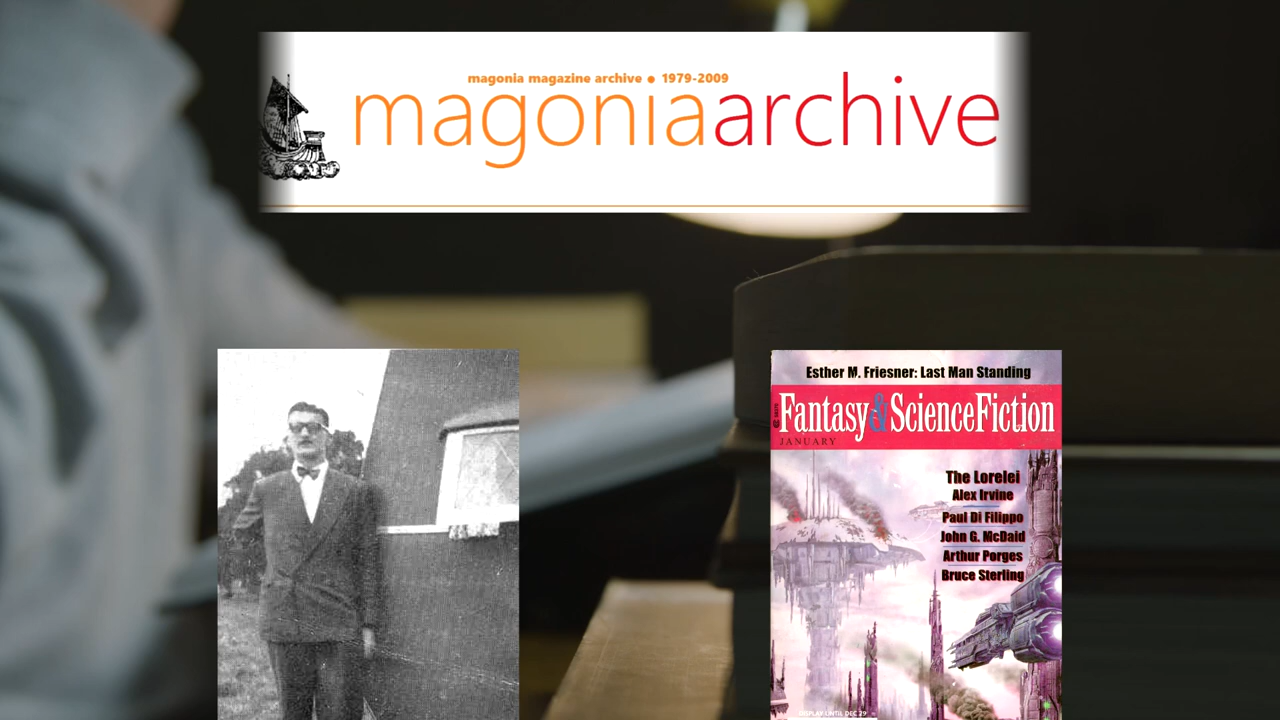 magonia magazine archive • 1979-2009
magoniaarchive
Esther M. Friesner: Last Man Standing
Fantasy & ScienceFiction
JANUARY
The Lorelei
Alex Irvine
Paul Di Filippo
John G. McDaid
Arthur Porges
Bruce Sterling
DISPLAY UNTIL DEC 29